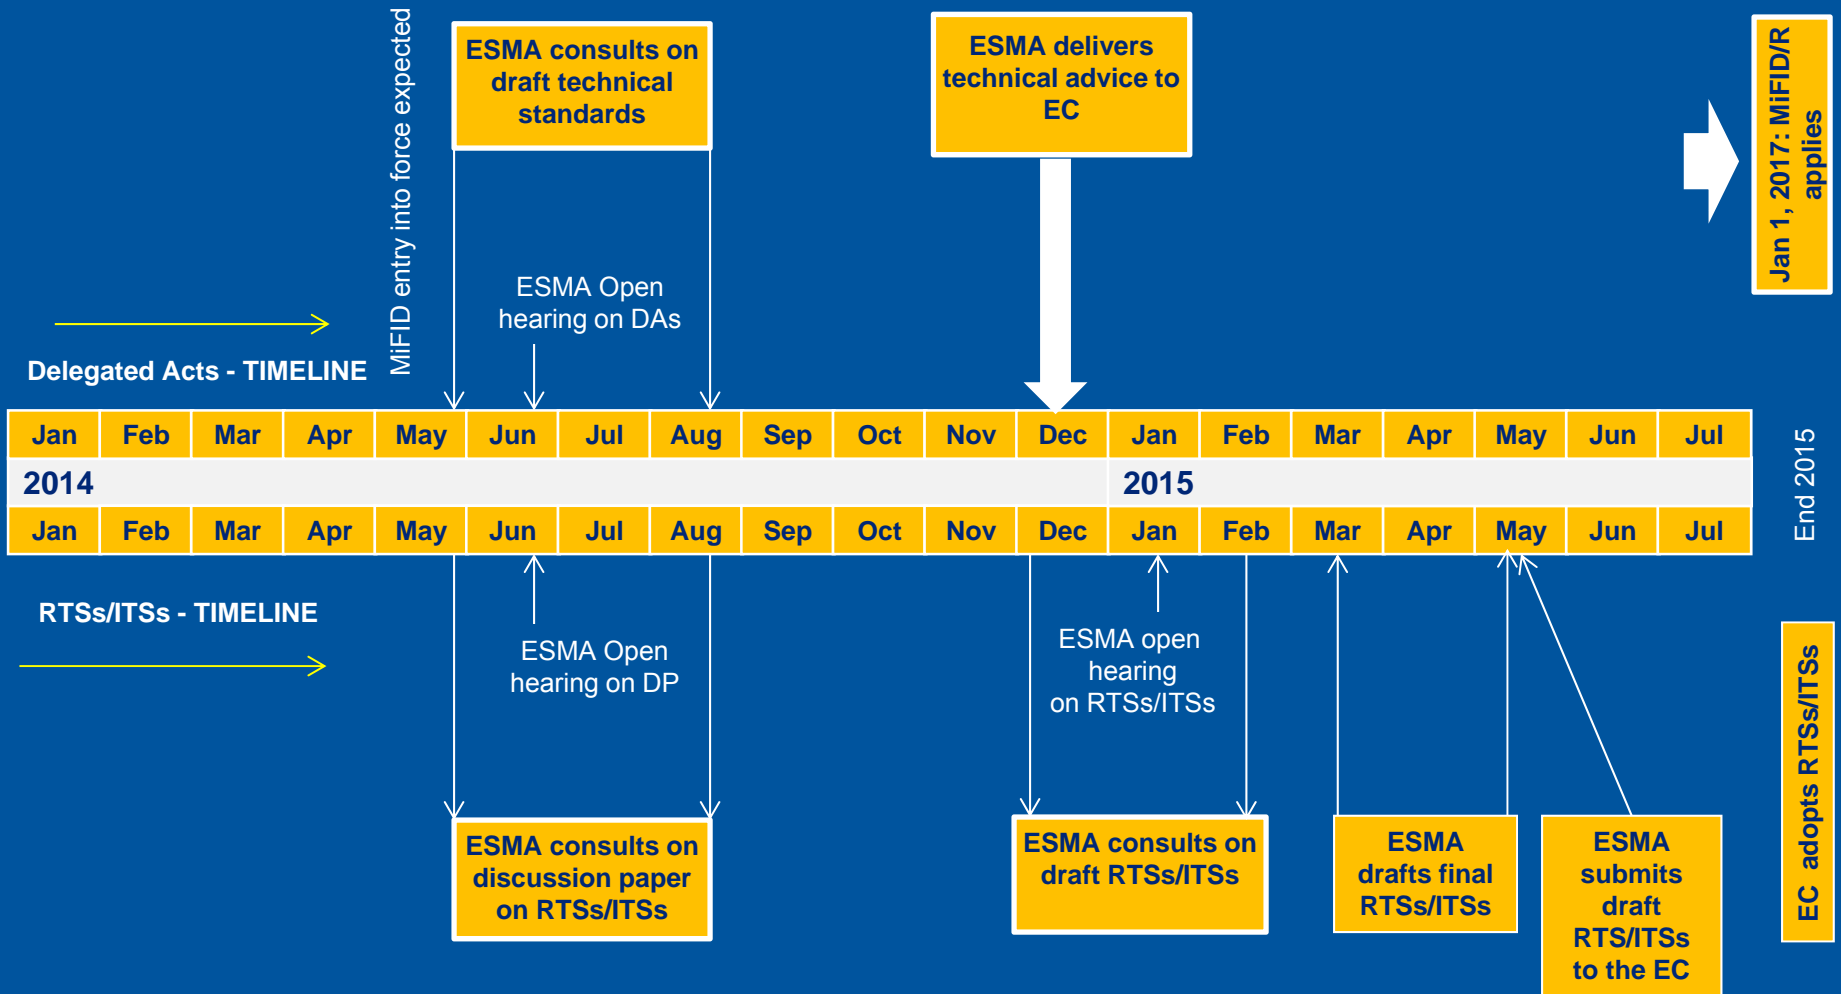 MiFID entry into force expected
ESMA consults on
draft technical
standards
ESMA delivers
technical advice to
EC
Jan 1, 2017: MiFID/R
applies
ESMA Open
hearing on DAs
Delegated Acts - TIMELINE
Jan Feb Mar Apr May Jun Jul Aug Sep Oct Nov Dec Jan Feb Mar Apr May Jun Jul
2014 2015
Jan Feb Mar Apr May Jun Jul Aug Sep Oct Nov Dec Jan Feb Mar Apr May Jun Jul
End 2015
RTSs/ITSs - TIMELINE
ESMA Open
hearing on DP
ESMA open
hearing
on RTSs/ITSs
ESMA consults on
discussion paper
on RTSs/ITSs
ESMA consults on
draft RTSs/ITSs
ESMA
drafts final
RTSs/ITSs
ESMA
submits
draft
RTS/ITSs
to the EC
EC adopts RTSs/ITSs